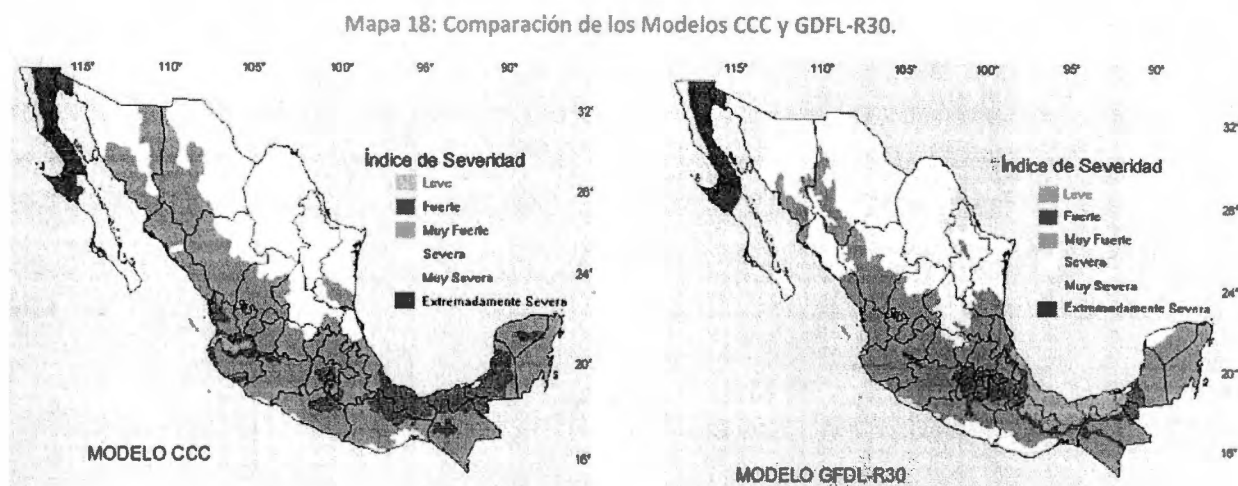 Mapa 18: Comparación de los Modelos CCC y GDFL-R30.
115° 110° 105° 100° 95° 90°
32°
28°
24°
20°
16°
Índice de Severidad
Leve
Fuerte
Muy Fuerte
Severa
Muy Severa
Extremadamente Severa
MODELO CCC
115° 110° 105° 100° 95° 90°
32°
28°
24°
20°
16°
Índice de Severidad
Leve
Fuerte
Muy Fuerte
Severa
Muy Severa
Extremadamente Severa
MODELO GFDL-R30